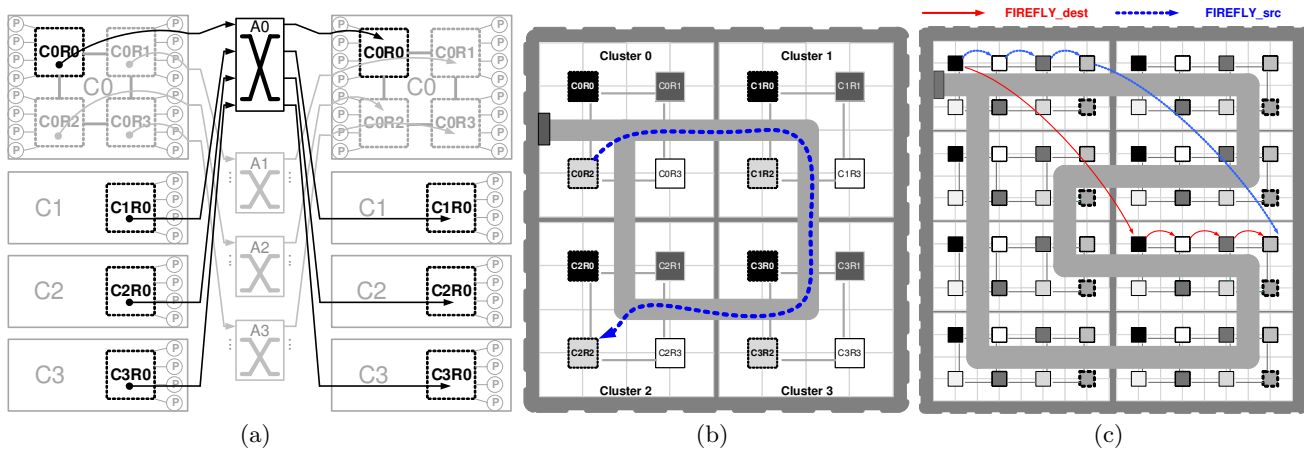 FIREFLY_dest FIREFLY_src
P P A0 P P
P P P P
C0R0 C0R1 C0R0 C0R1
P P P P
P C0 P P C0 P
P P P P
C0R2 C0R3 C0R2 C0R3
P P P P
P P P P
A1
C1 C1R0 P C1 C1R0 P
P P
P P
P P
A2
C2 C2R0 P C2 C2R0 P
P P
P P
P P
A3
C3 C3R0 P C3 C3R0 P
P P
P P
P P
Cluster 0 Cluster 1
C0R0 C0R1 C1R0 C1R1
C0R2 C0R3 C1R2 C1R3
C2R0 C2R1 C3R0 C3R1
C2R2 C2R3 C3R2 C3R3
Cluster 2 Cluster 3
(a) (b) (c)